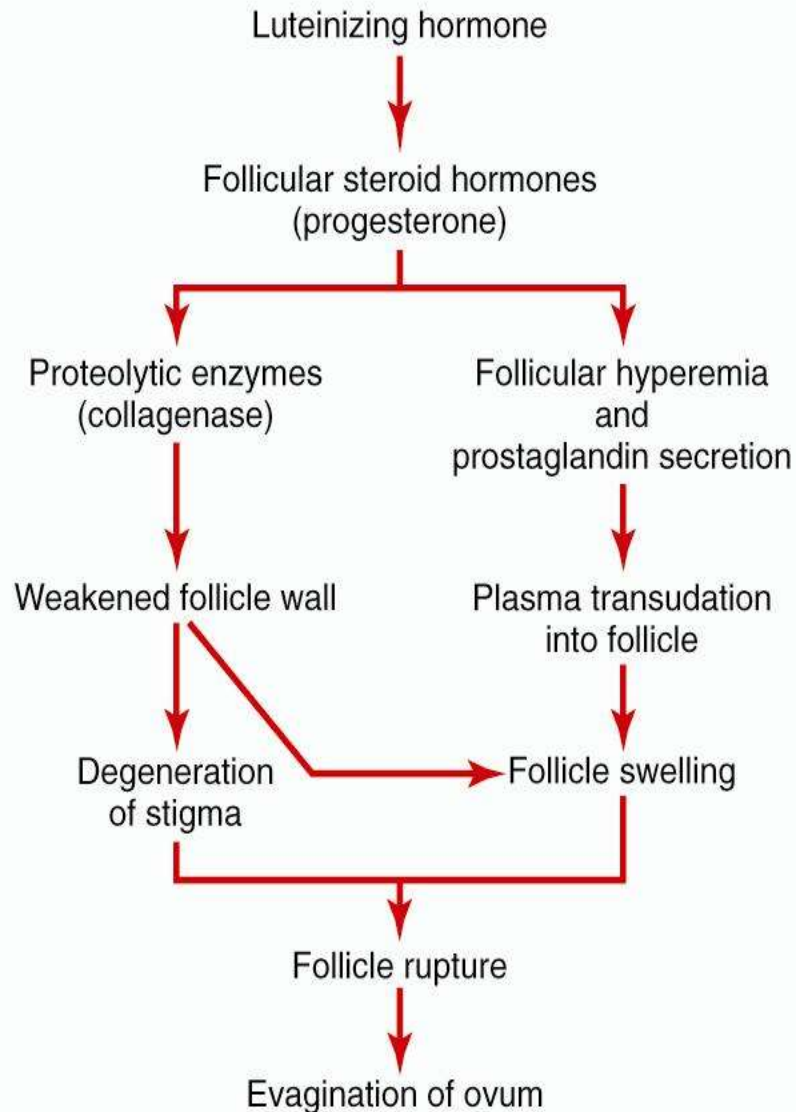 Luteinizing hormone
Follicular steroid hormones
(progesterone)
Proteolytic enzymes
(collagenase)
Follicular hyperemia
and
prostaglandin secretion
Weakened follicle wall
Plasma transudation
into follicle
Degeneration
of stigma
Follicle swelling
Follicle rupture
Evagination of ovum